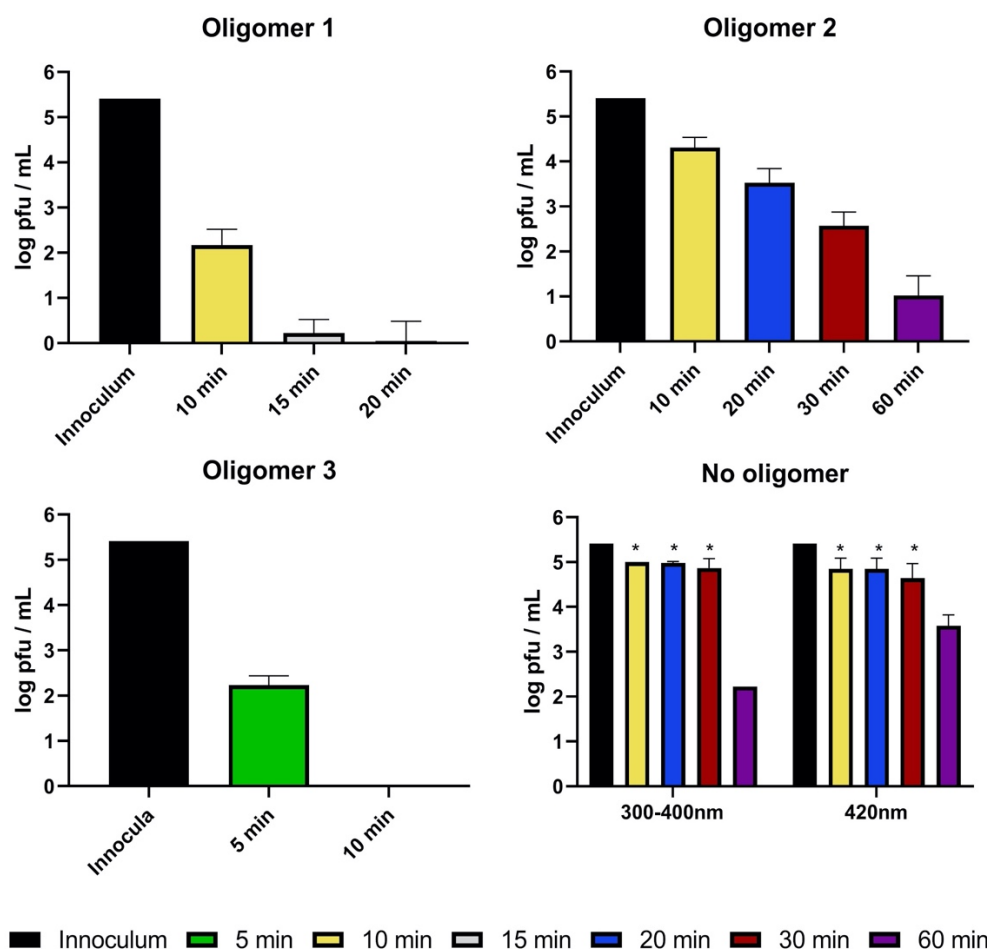 Oligomer 1
log pfu / mL
6
5
4
3
2
1
0
Innoculum
10 min
15 min
20 min
Oligomer 2
log pfu / mL
6
5
4
3
2
1
0
Innoculum
10 min
20 min
30 min
60 min
Oligomer 3
log pfu / mL
6
5
4
3
2
1
0
Innocula
5 min
10 min
No oligomer
log pfu / mL
6
5
4
3
2
1
0
* * *
* * *
300-400nm
420nm
Innoculum 5 min 10 min 15 min 20 min 30 min 60 min